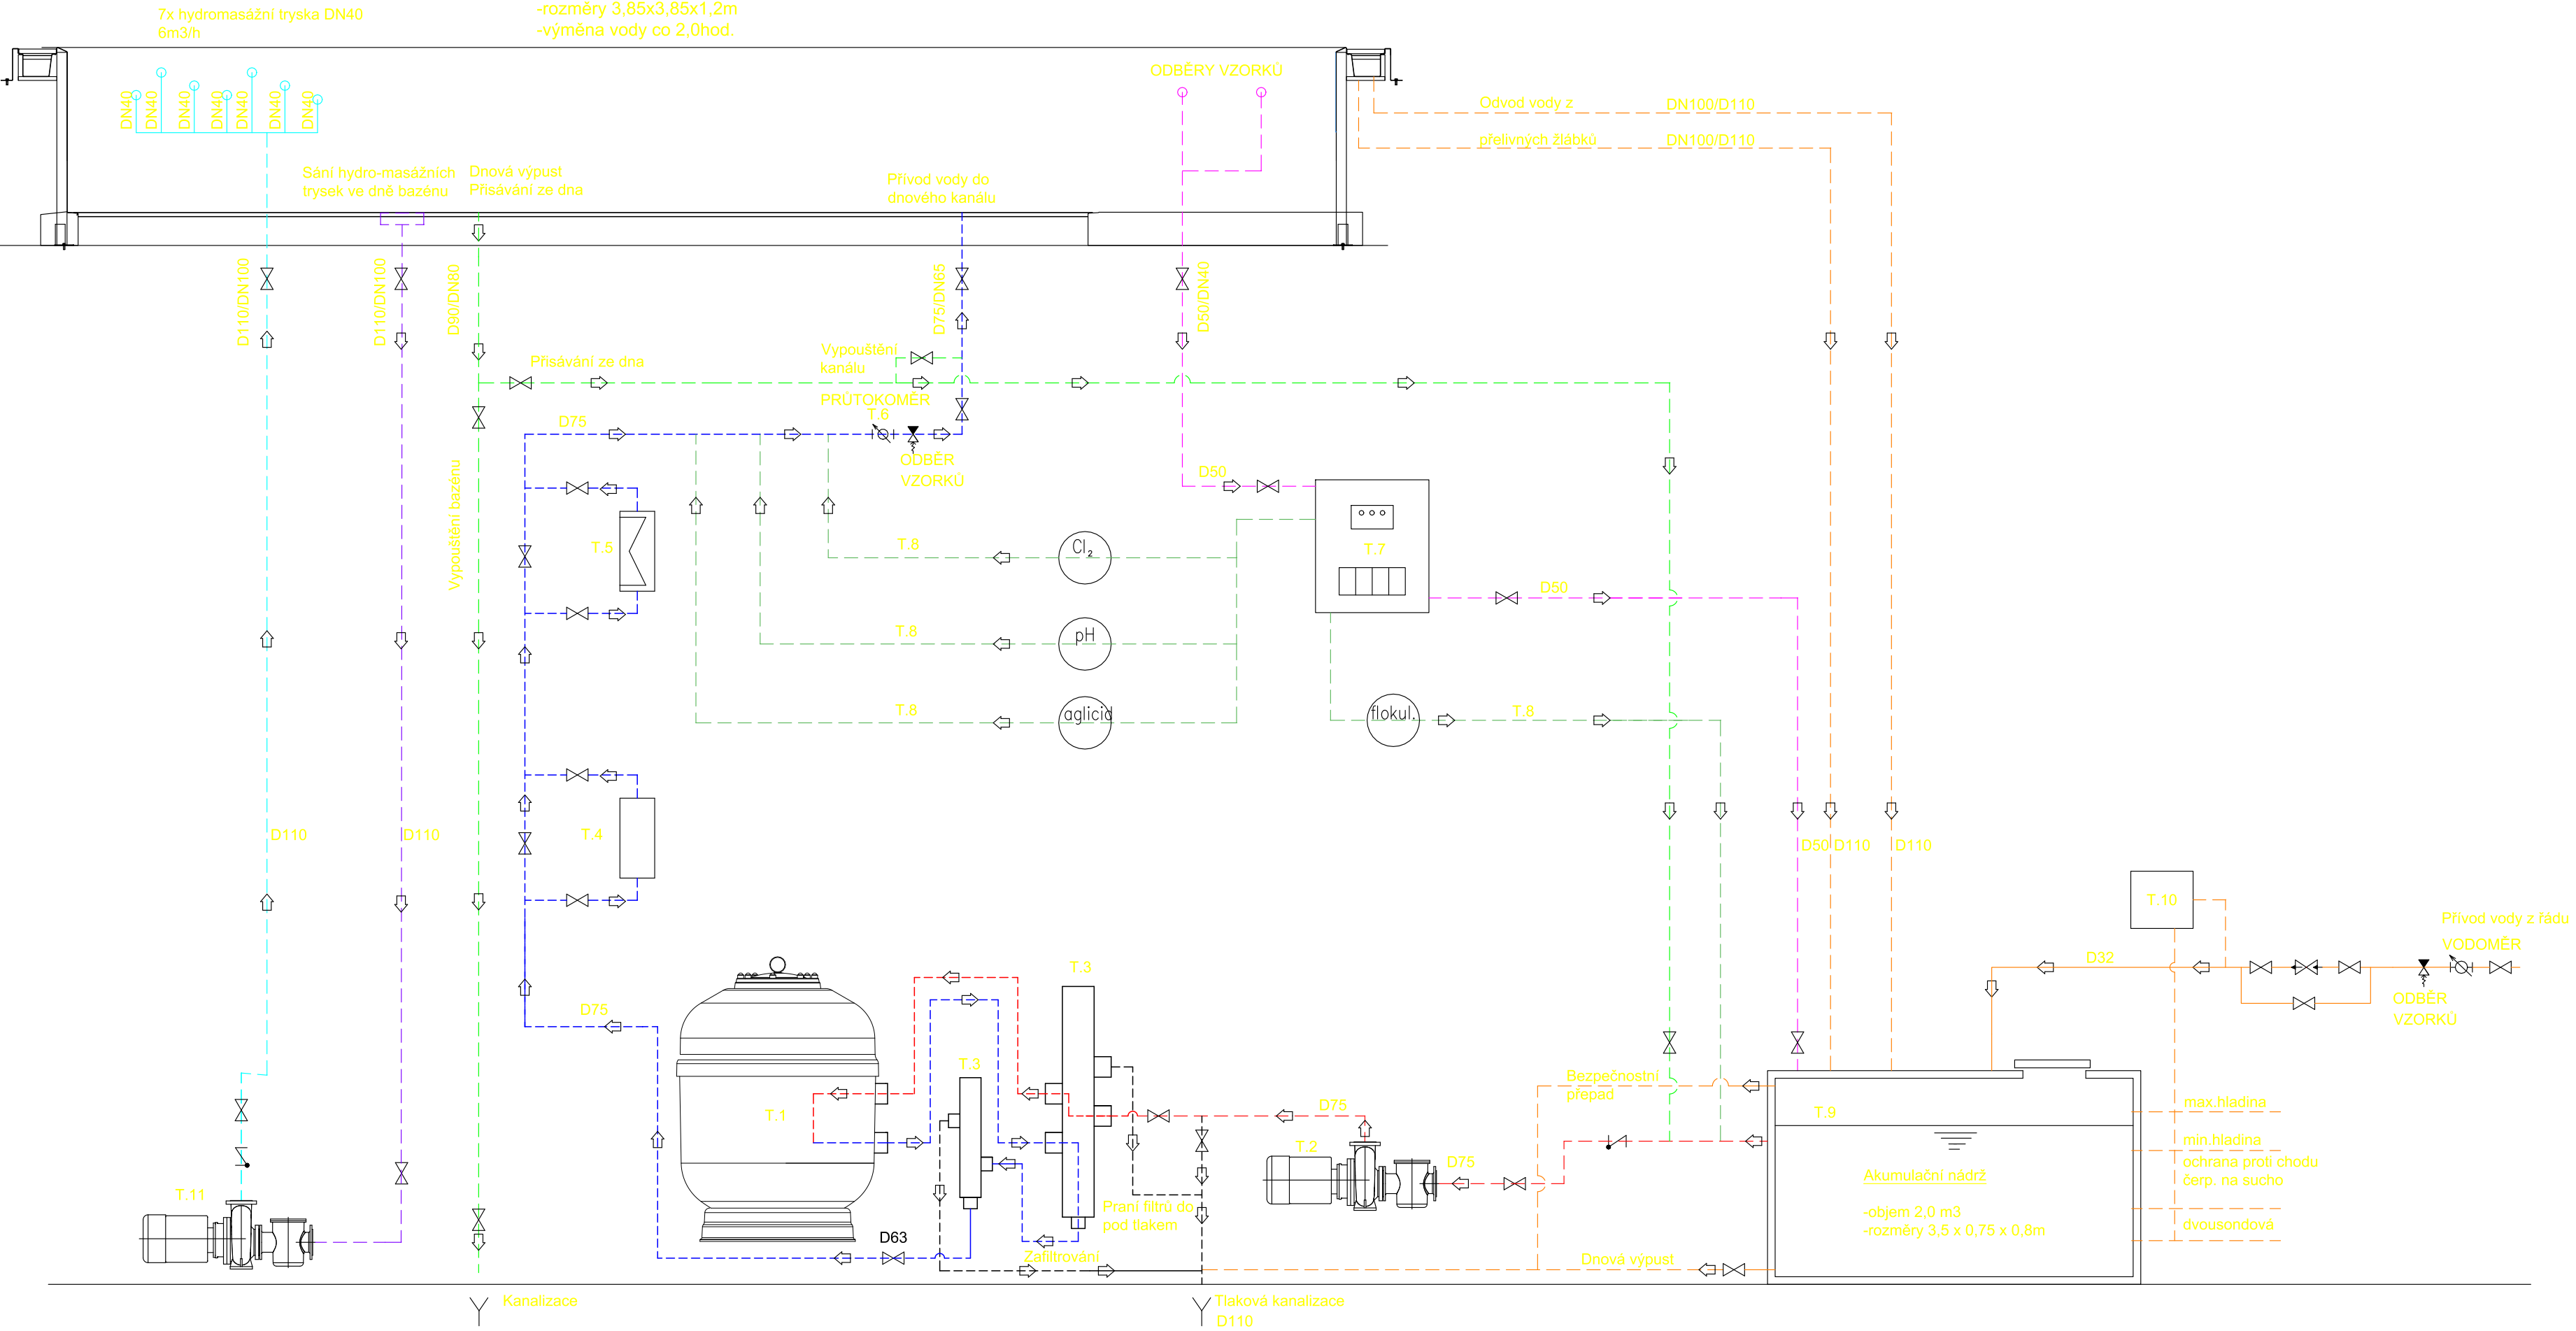 7x hydromasážní tryska DN40
6m3/h
-rozměry 3,85x3,85x1,2m
-výměna vody co 2,0hod.
DN40
DN40
DN40
DN40
DN40
DN40
DN40
ODBĚRY VZORKŮ
Odvod vody z
DN100/D110
přelivných žlábků
DN100/D110
Sání hydro-masážních
trysek ve dně bazénu
Dnová výpust
Přisávání ze dna
Přívod vody do
dnového kanálu
D110/DN100
D110/DN100
D90/DN80
D75/DN65
D50/DN40
Přisávání ze dna
Vypouštění
kanálu
PRŮTOKOMĚR
T.6
D75
ODBĚR
VZORKŮ
Vypouštění bazénu
D50
T.5
T.8
Cl2
T.7
D50
T.8
pH
T.8
aglicid
flokul.
T.8
D110
D110
T.4
D50
D110
D110
T.10
Přívod vody z řádu
VODOMĚR
D32
ODBĚR
VZORKŮ
D75
T.3
T.3
T.1
D75
T.2
D75
Bezpečnostní
přepad
T.9
max.hladina
min.hladina
ochrana proti chodu
čerp. na sucho
dvousondová
Akumulační nádrž
-objem 2,0 m3
-rozměry 3,5 x 0,75 x 0,8m
T.11
Praní filtrů do
pod tlakem
D63
Zafiltrování
Dnová výpust
Kanalizace
Tlaková kanalizace
D110